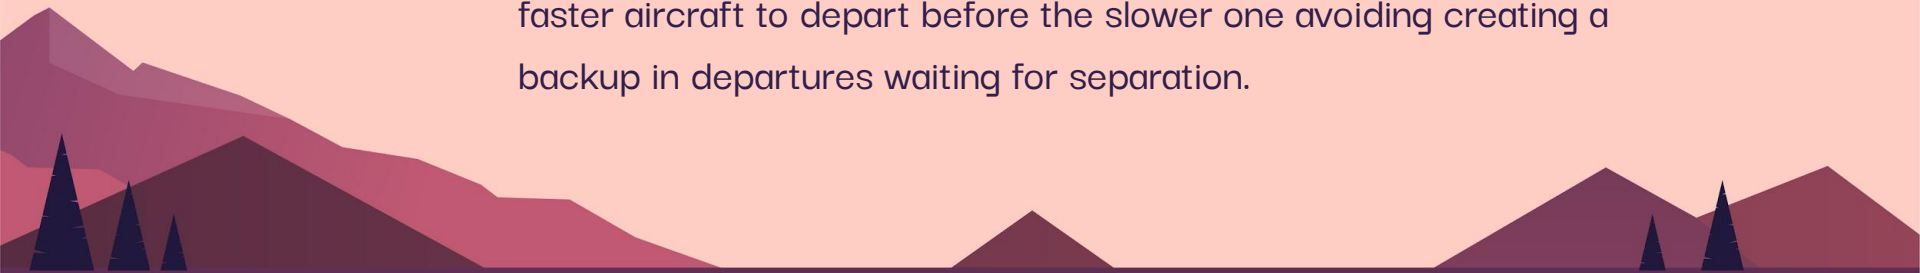 faster aircraft to depart before the slower one avoiding creating a
backup in departures waiting for separation.